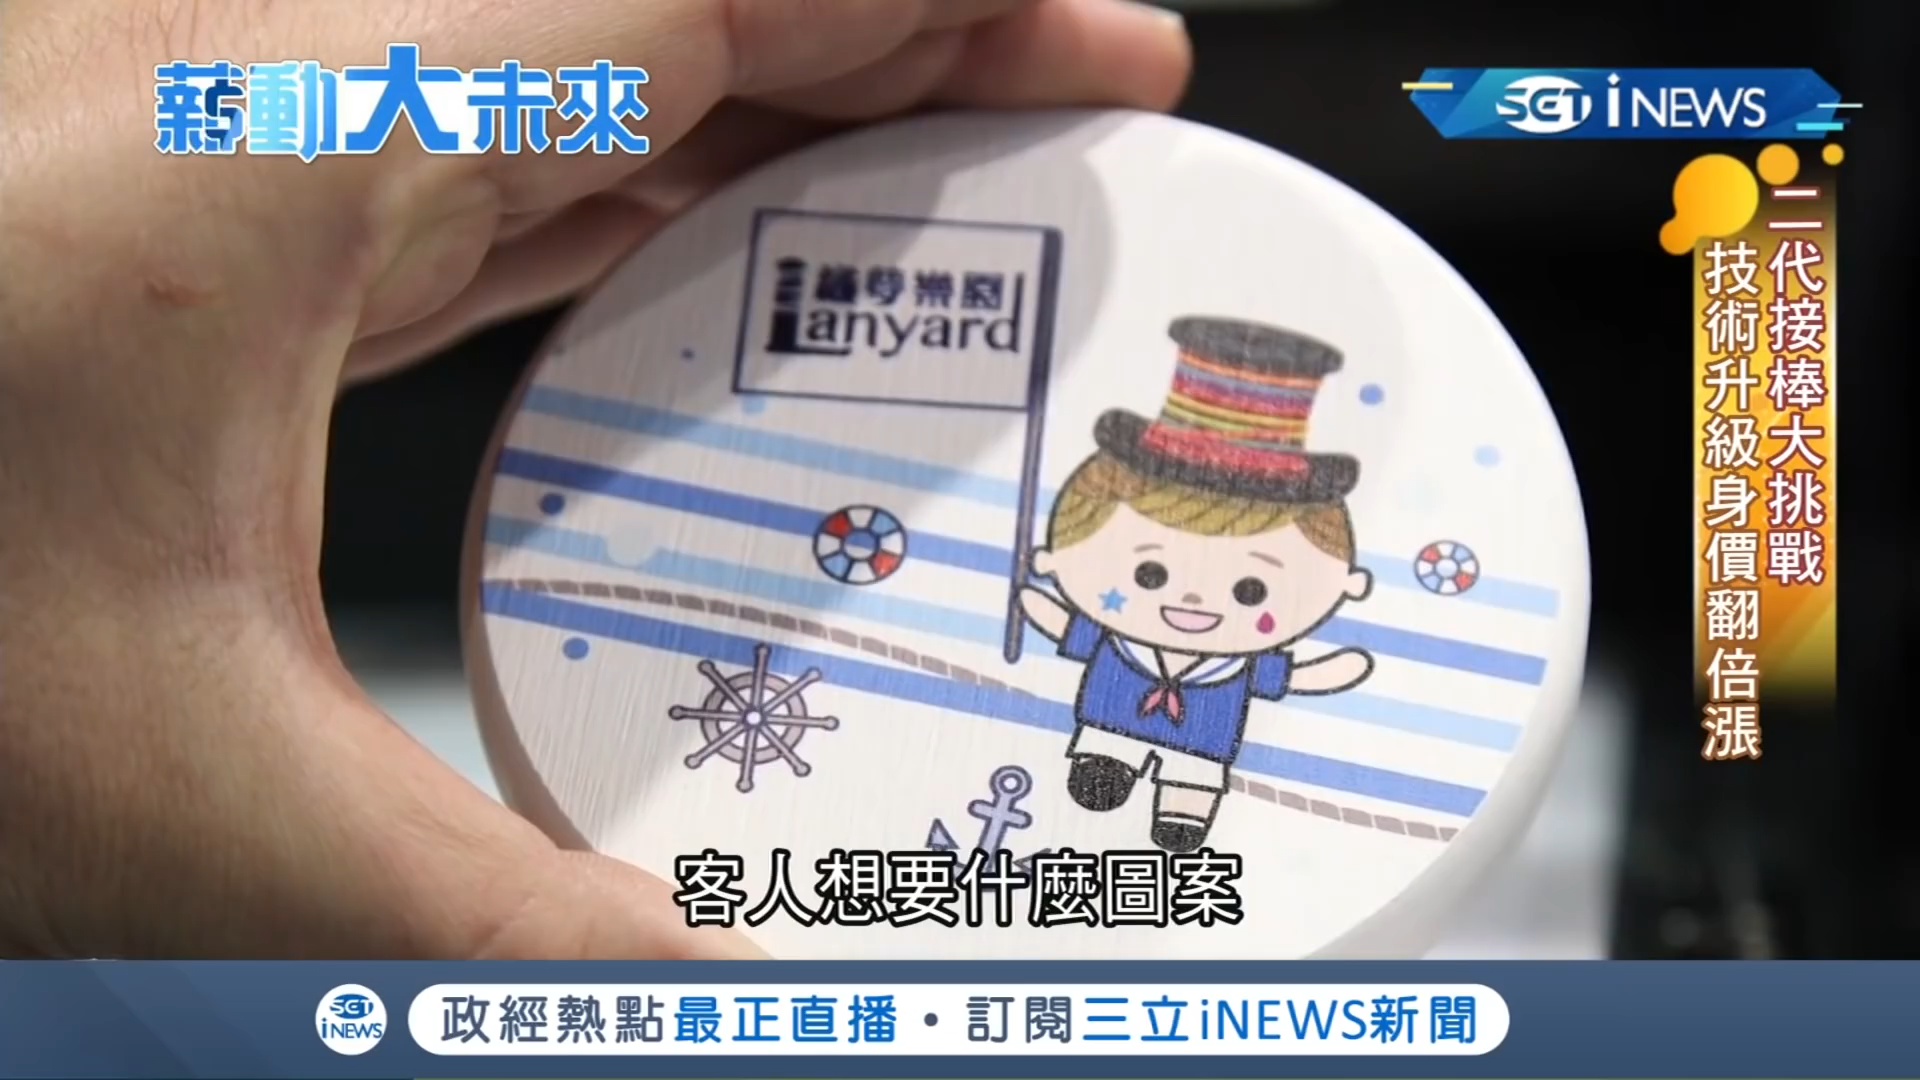 薪動大未來
SET iNEWS
二代接棒大挑戰
技術升級身價翻倍漲
織夢樂園
Lanyard
客人想要什麼圖案
SET iNEWS
政經熱點最正直播・訂閱三立iNEWS新聞